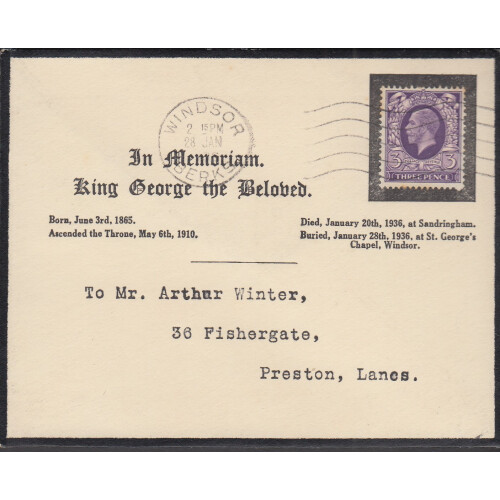 WINDSOR
2 15PM
28 JAN
BERKS
3 3
THREE PENCE
In Memoriam.
King George the Beloved.
Born, June 3rd, 1865.
Ascended the Throne, May 6th, 1910.
Died, January 20th, 1936, at Sandringham.
Buried, January 28th, 1936, at St. George's
Chapel, Windsor.
To Mr. Arthur Winter,
36 Fishergate,
Preston, Lancs.